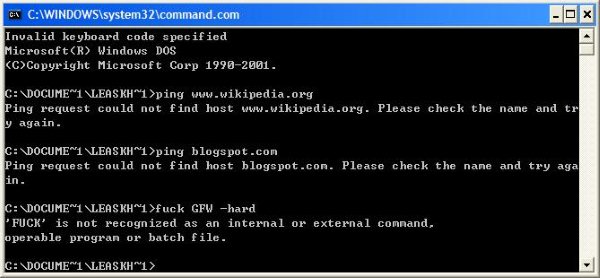 C:\WINDOWS\system32\command.com
Invalid keyboard code specified
Microsoft(R) Windows DOS
(C)Copyright Microsoft Corp 1990-2001.
C:\DOCUME~1\LEASKH~1>ping www.wikipedia.org
Ping request could not find host www.wikipedia.org. Please check the name and tr
y again.
C:\DOCUME~1\LEASKH~1>ping blogspot.com
Ping request could not find host blogspot.com. Please check the name and try aga
in.
C:\DOCUME~1\LEASKH~1>fuck GFW -hard
'FUCK' is not recognized as an internal or external command,
operable program or batch file.
C:\DOCUME~1\LEASKH~1>